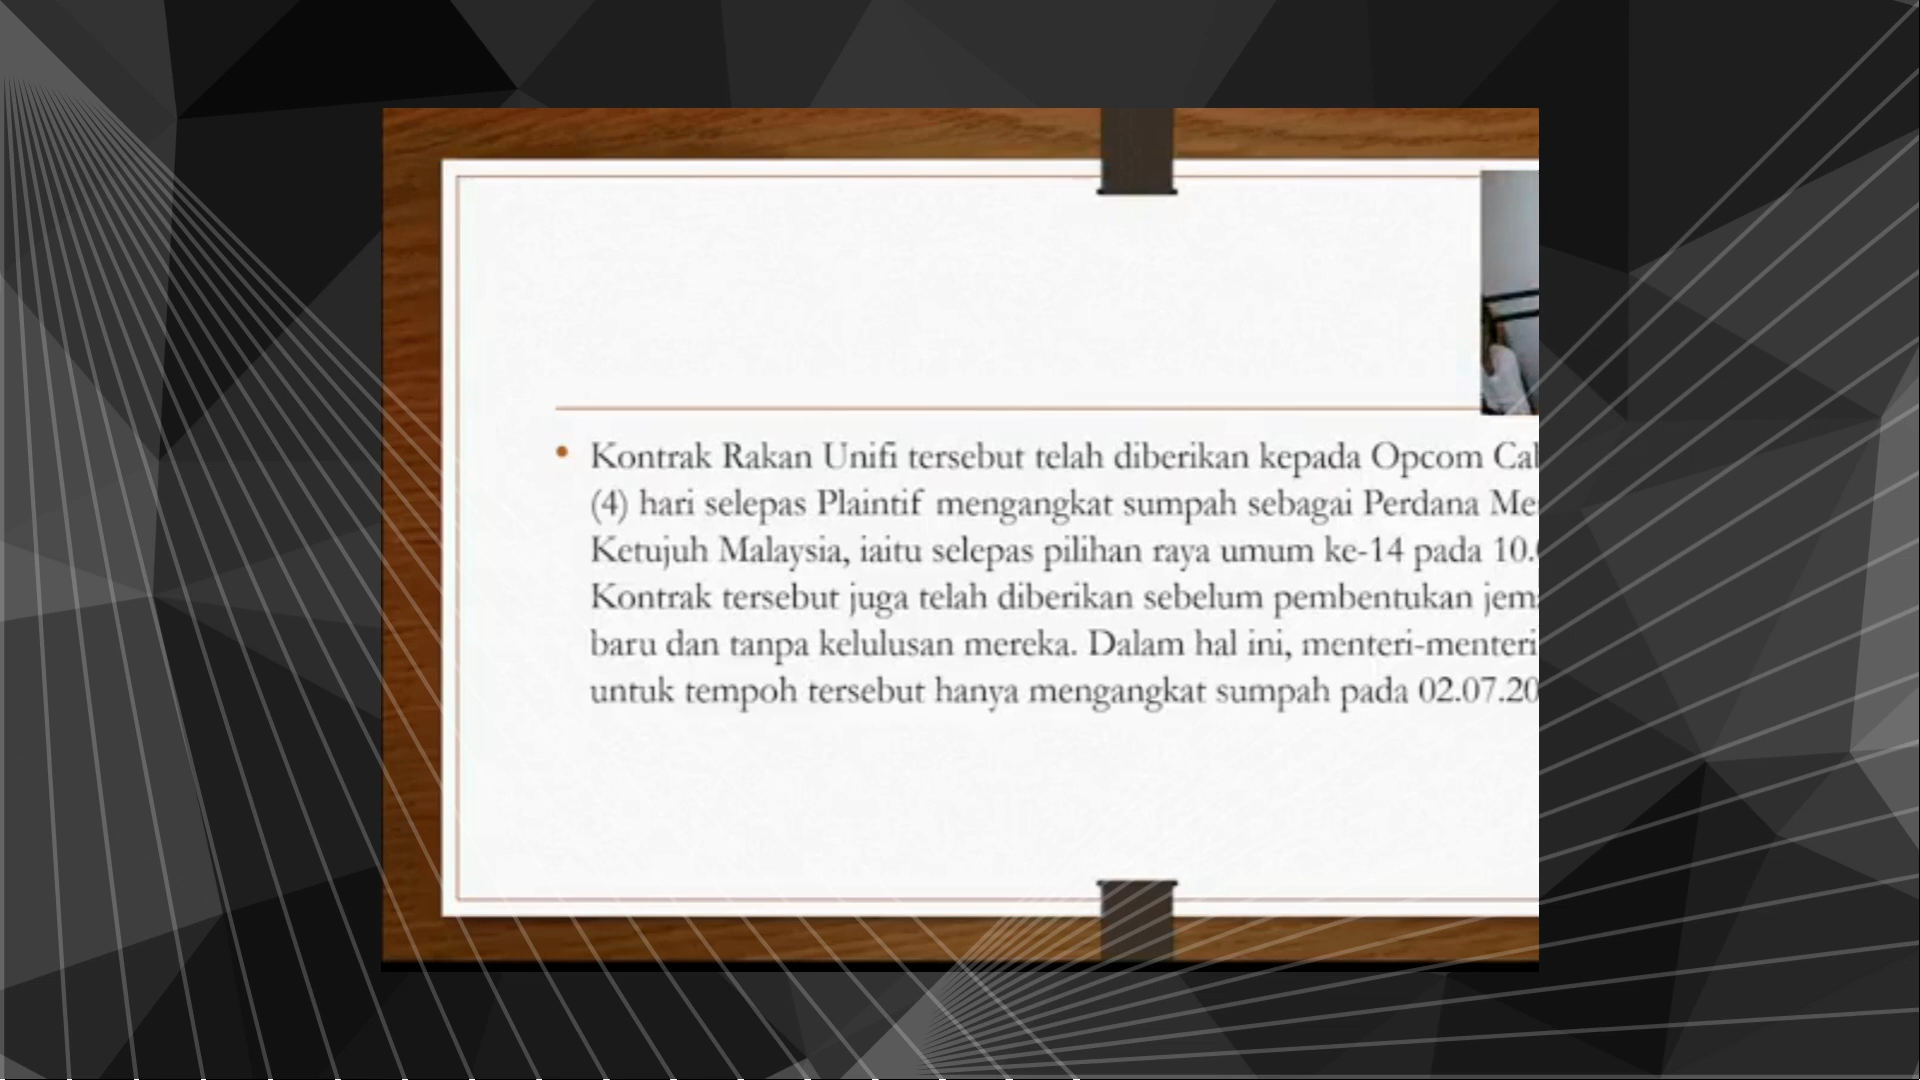 • Kontrak Rakan Unifi tersebut telah diberikan kepada Opcom
(4) hari selepas Plaintif mengangkat sumpah sebagai Perdana
Ketujuh Malaysia, iaitu selepas pilihan raya umum ke-14 pada
Kontrak tersebut juga telah diberikan sebelum pembentukan
baru dan tanpa kelulusan mereka. Dalam hal ini, menteri-menteri
untuk tempoh tersebut hanya mengangkat sumpah pada